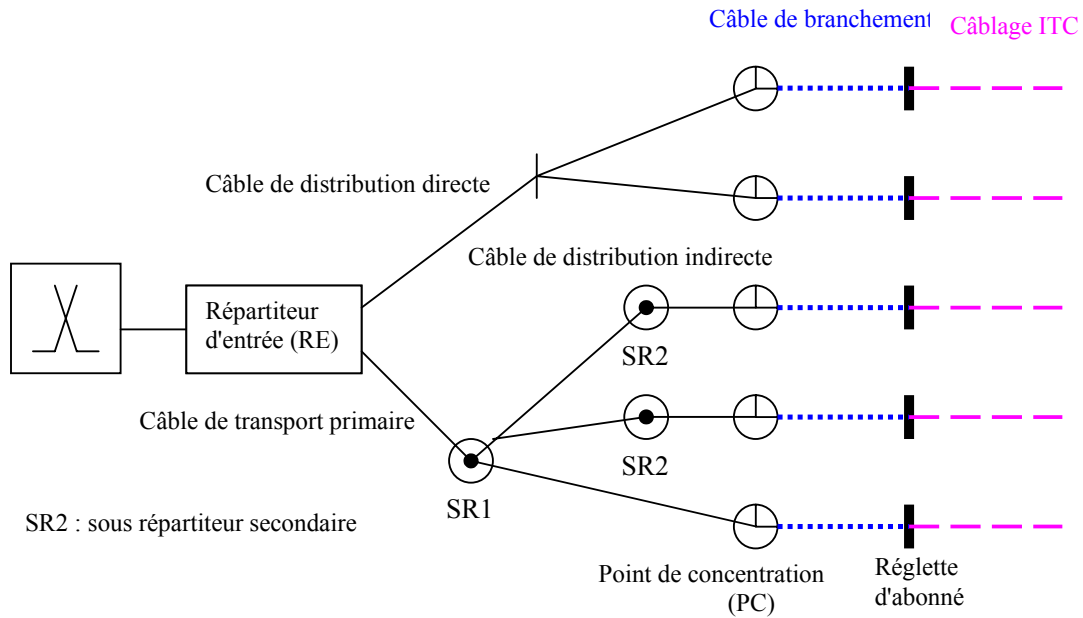 Câble de branchement
Câblage ITC
Câble de distribution directe
Câble de distribution indirecte
Répartiteur
d'entrée (RE)
SR2
Câble de transport primaire
SR2
SR1
SR2 : sous répartiteur secondaire
Point de concentration
(PC)
Réglette
d'abonné